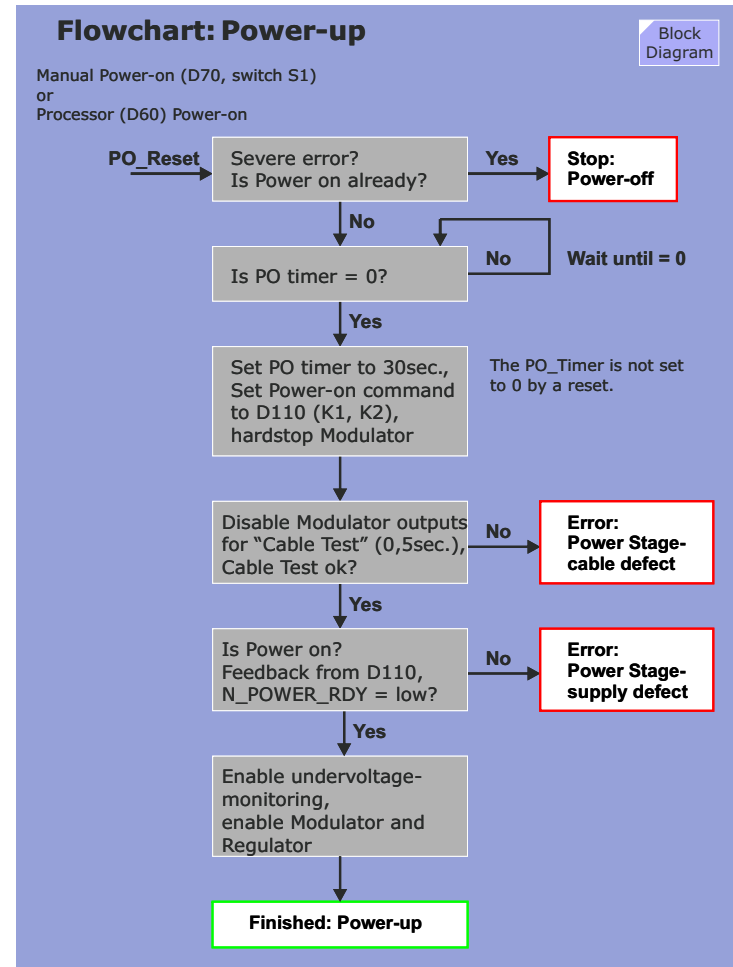 Flowchart: Power-up
Block
Diagram
Manual Power-on (D70, switch S1)
or
Processor (D60) Power-on
PO_Reset
Severe error?
Is Power on already?
Yes
Stop:
Power-off
No
Is PO timer = 0?
No
Wait until = 0
Yes
Set PO timer to 30sec.,
Set Power-on command
to D110 (K1, K2),
hardstop Modulator
The PO_Timer is not set
to 0 by a reset.
Disable Modulator outputs
for “Cable Test” (0,5sec.),
Cable Test ok?
No
Error:
Power Stage-
cable defect
Yes
Is Power on?
Feedback from D110,
N_POWER_RDY = low?
No
Error:
Power Stage-
supply defect
Yes
Enable undervoltage-
monitoring,
enable Modulator and
Regulator
Finished: Power-up